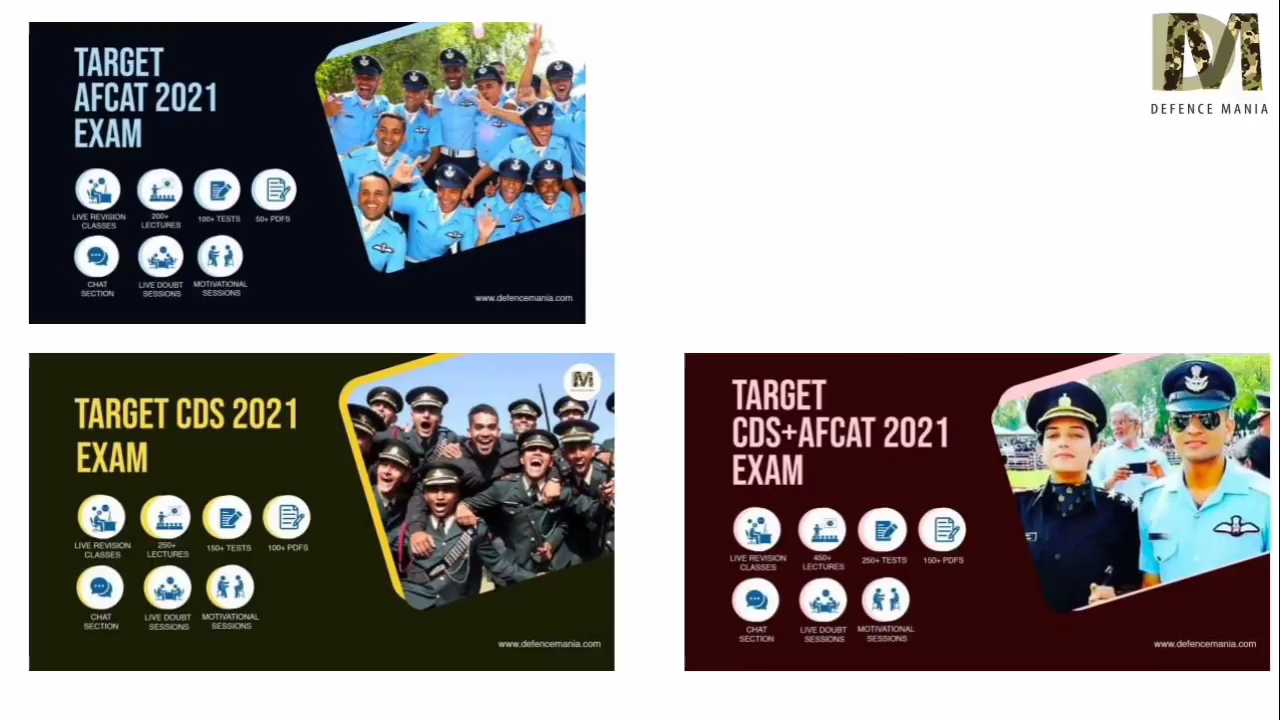 DM
DEFENCE MANIA
TARGET
AFCAT 2021
EXAM
LIVE REVISION
CLASSES
200+
LECTURES
100+ TESTS
50+ PDFS
CHAT
SECTION
LIVE DOUBT
SESSIONS
MOTIVATIONAL
SESSIONS
www.defencemania.com
TARGET CDS 2021
EXAM
LIVE REVISION
CLASSES
250+
LECTURES
150+ TESTS
100+ PDFS
CHAT
SECTION
LIVE DOUBT
SESSIONS
MOTIVATIONAL
SESSIONS
www.defencemania.com
TARGET
CDS+AFCAT 2021
EXAM
LIVE REVISION
CLASSES
450+
LECTURES
250+ TESTS
150+ PDFS
CHAT
SECTION
LIVE DOUBT
SESSIONS
MOTIVATIONAL
SESSIONS
www.defencemania.com